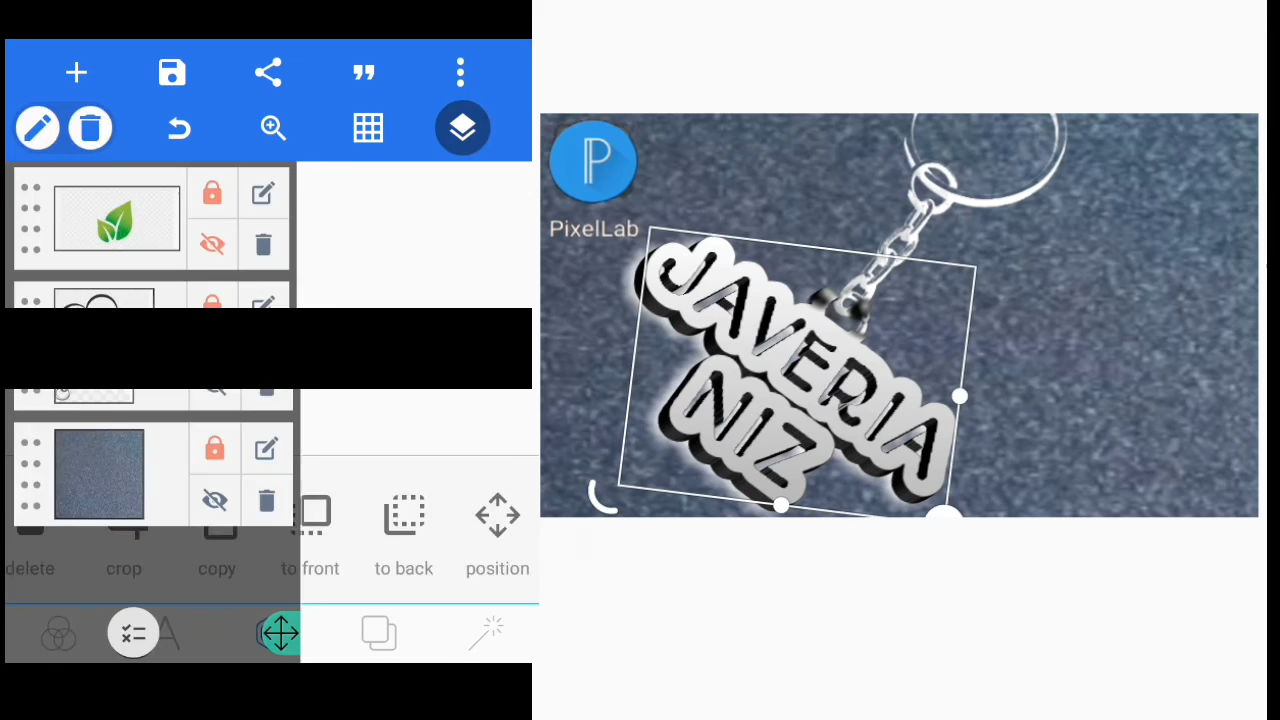 PixelLab
JAVERIA
NIZ
delete
crop
copy
to front
to back
position